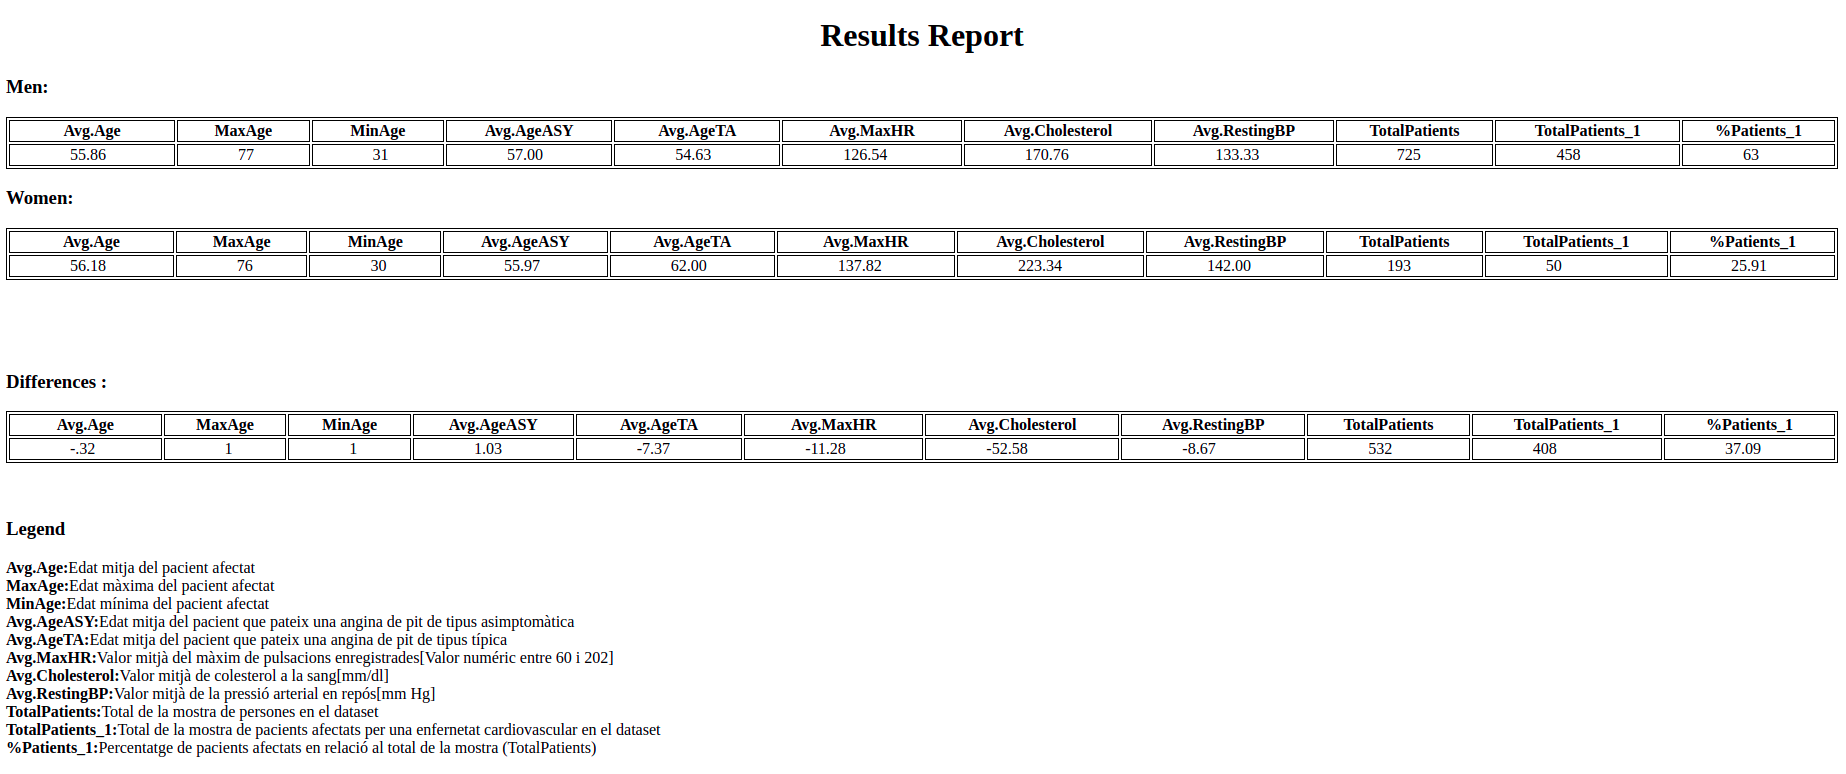 Results Report
Men:
Avg.Age MaxAge MinAge Avg.AgeASY Avg.AgeTA Avg.MaxHR Avg.Cholesterol Avg.RestingBP TotalPatients TotalPatients_1 %Patients_1
55.86 77 31 57.00 54.63 126.54 170.76 133.33 725 458 63
Women:
Avg.Age MaxAge MinAge Avg.AgeASY Avg.AgeTA Avg.MaxHR Avg.Cholesterol Avg.RestingBP TotalPatients TotalPatients_1 %Patients_1
56.18 76 30 55.97 62.00 137.82 223.34 142.00 193 50 25.91
Differences :
Avg.Age MaxAge MinAge Avg.AgeASY Avg.AgeTA Avg.MaxHR Avg.Cholesterol Avg.RestingBP TotalPatients TotalPatients_1 %Patients_1
-.32 1 1 1.03 -7.37 -11.28 -52.58 -8.67 532 408 37.09
Legend
Avg.Age:Edat mitja del pacient afectat
MaxAge:Edat màxima del pacient afectat
MinAge:Edat mínima del pacient afectat
Avg.AgeASY:Edat mitja del pacient que pateix una angina de pit de tipus asimptomàtica
Avg.AgeTA:Edat mitja del pacient que pateix una angina de pit de tipus típica
Avg.MaxHR:Valor mitjà del màxim de pulsacions enregistrades[Valor numéric entre 60 i 202]
Avg.Cholesterol:Valor mitjà de colesterol a la sang[mm/dl]
Avg.RestingBP:Valor mitjà de la pressió arterial en repós[mm Hg]
TotalPatients:Total de la mostra de persones en el dataset
TotalPatients_1:Total de la mostra de pacients afectats per una enfernetat cardiovascular en el dataset
%Patients_1:Percentatge de pacients afectats en relació al total de la mostra (TotalPatients)